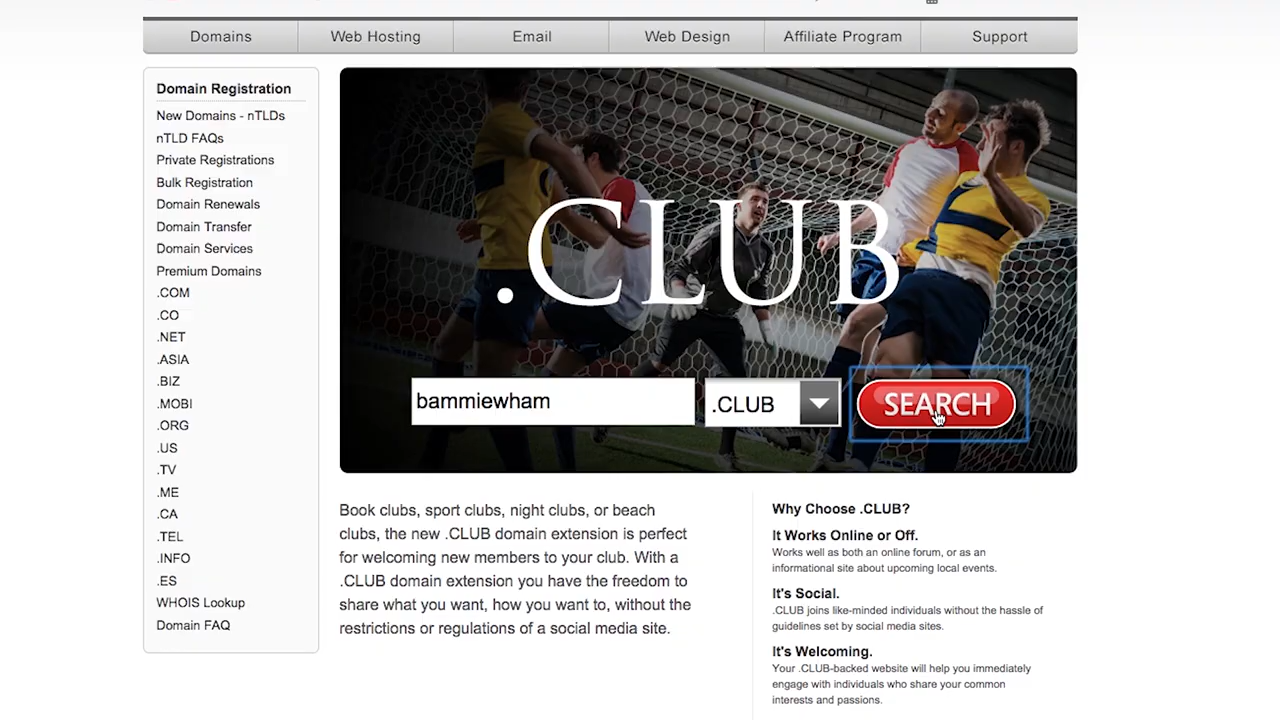 Domains
Web Hosting
Email
Web Design
Affiliate Program
Support
Domain Registration
New Domains - nTLDs
nTLD FAQs
Private Registrations
Bulk Registration
Domain Renewals
Domain Transfer
Domain Services
Premium Domains
.COM
.CO
.NET
.ASIA
.BIZ
.MOBI
.ORG
.US
.TV
.ME
.CA
.TEL
.INFO
.ES
WHOIS Lookup
Domain FAQ
.CLUB
bammiewham
.CLUB
SEARCH
Book clubs, sport clubs, night clubs, or beach
clubs, the new .CLUB domain extension is perfect
for welcoming new members to your club. With a
.CLUB domain extension you have the freedom to
share what you want, how you want to, without the
restrictions or regulations of a social media site.
Why Choose .CLUB?
It Works Online or Off.
Works well as both an online forum, or as an
informational site about upcoming local events.
It's Social.
.CLUB joins like-minded individuals without the hassle of
guidelines set by social media sites.
It's Welcoming.
Your .CLUB-backed website will help you immediately
engage with individuals who share your common
interests and passions.